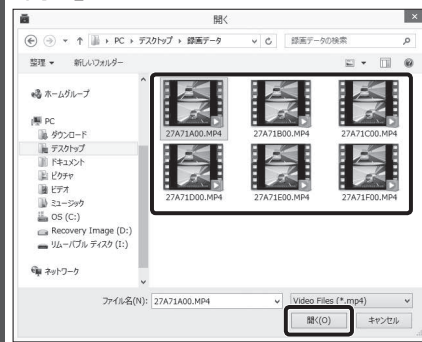 開く
PC ▸ デスクトップ ▸ 録画データ
録画データの検索
整理 ▼ 新しいフォルダー
ホームグループ
PC
ダウンロード
デスクトップ
ドキュメント
ピクチャ
ビデオ
ミュージック
OS (C:)
Recovery Image (D:)
リムーバブル ディスク (I:)
ネットワーク
27A71A00.MP4 27A71B00.MP4 27A71C00.MP4
27A71D00.MP4 27A71E00.MP4 27A71F00.MP4
ファイル名(N): 27A71A00.MP4 Video Files (*.mp4)
開く(O) キャンセル